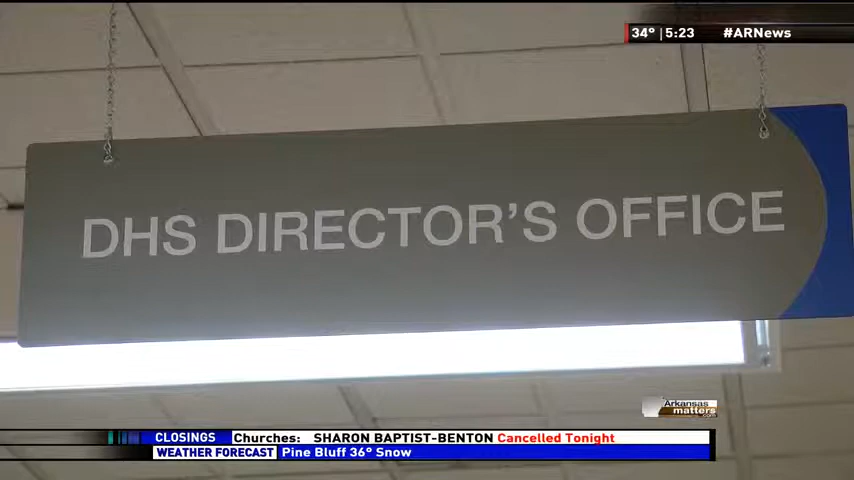 34° | 5:23 #ARNews
DHS DIRECTOR'S OFFICE
Arkansas
matters
.com
CLOSINGS Churches: SHARON BAPTIST-BENTON Cancelled Tonight
WEATHER FORECAST Pine Bluff 36° Snow